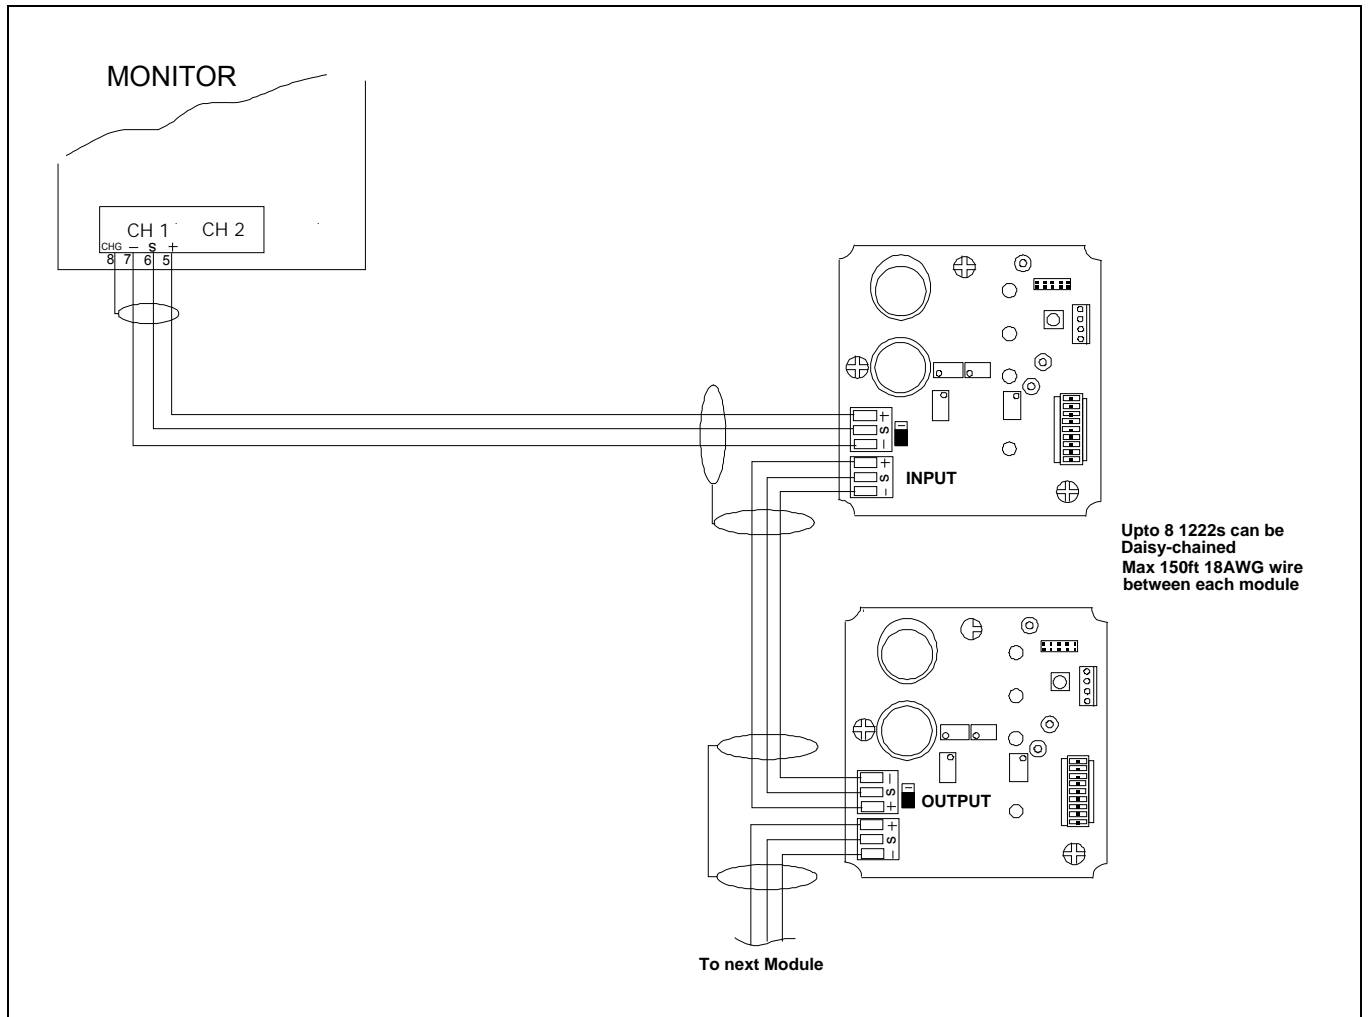 MONITOR
CH 1 CH 2
CHG − S +
8 7 6 5
+
S
−
+
S
−
INPUT
Upto 8 1222s can be
Daisy-chained
Max 150ft 18AWG wire
between each module
−
S
+
OUTPUT
+
S
−
To next Module